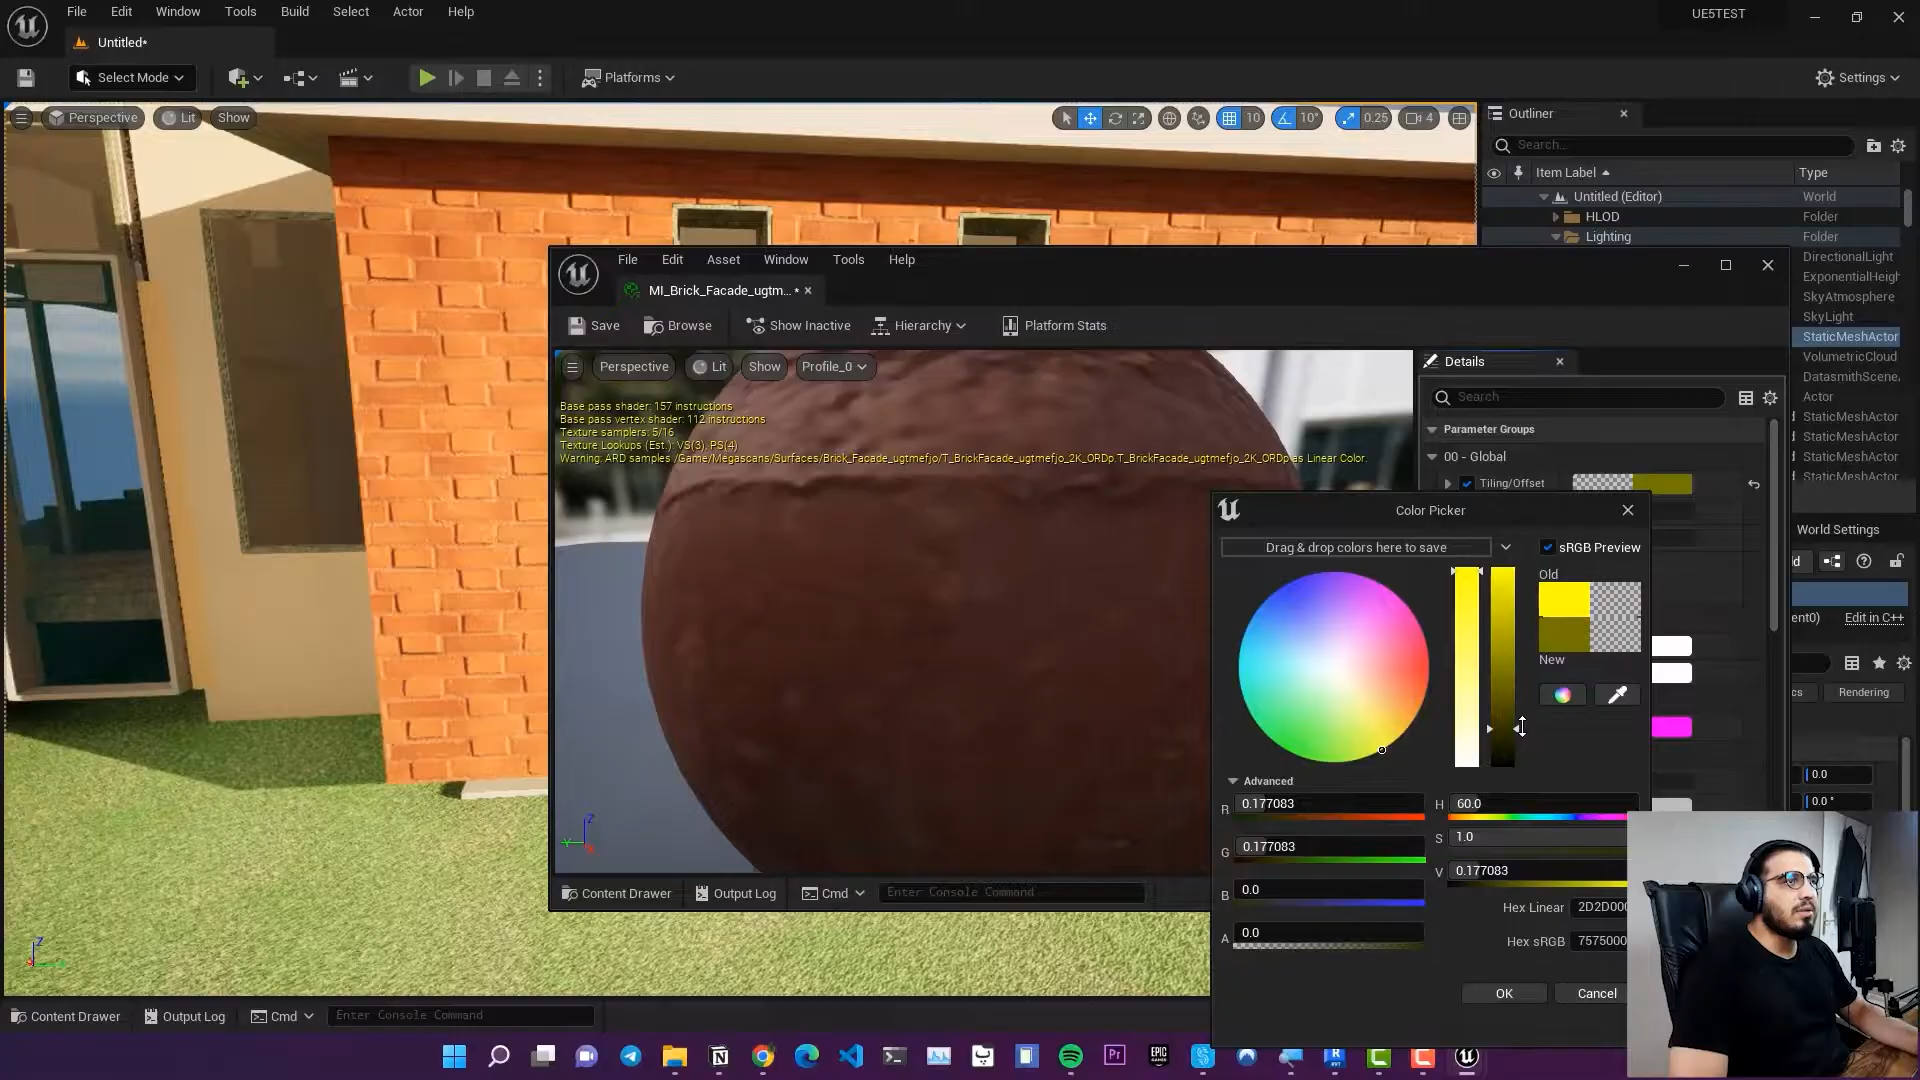 File Edit Window Tools Build Select Actor Help
UE5TEST
Untitled*
Select Mode
Platforms
Settings
Perspective
Lit
Show
10
10°
0.25
4
Outliner
Search...
Item Label
Type
Untitled (Editor)
World
HLOD
Folder
Lighting
Folder
DirectionalLight
ExponentialHeigh
SkyAtmosphere
SkyLight
StaticMeshActor
VolumetricCloud
DatasmithScene
Actor
StaticMeshActor
StaticMeshActor
StaticMeshActor
StaticMeshActor
World Settings
Edit in C++
Rendering
0.0
0.0 °
File Edit Asset Window Tools Help
MI_Brick_Facade_ugtm... *
Save
Browse
Show Inactive
Hierarchy
Platform Stats
Perspective
Lit
Show
Profile_0
Base pass shader: 157 instructions
Base pass vertex shader: 112 instructions
Texture samplers: 5/16
Texture Lookups (Est.): VS(3), PS(4)
Warning: ARD samples /Game/Megascans/Surfaces/Brick_Facade_ugtmefjo/T_BrickFacade_ugtmefjo_2K_ORDp.T_BrickFacade_ugtmefjo_2K_ORDp as Linear Color.
Details
Search
Parameter Groups
00 - Global
Tiling/Offset
Color Picker
Drag & drop colors here to save
sRGB Preview
Old
New
Advanced
R 0.177083
H 60.0
G 0.177083
S 1.0
B 0.0
V 0.177083
Hex Linear
A 0.0
Hex sRGB
OK
Cancel
Content Drawer
Output Log
Cmd
Enter Console Command
Content Drawer
Output Log
Cmd
Enter Console Command